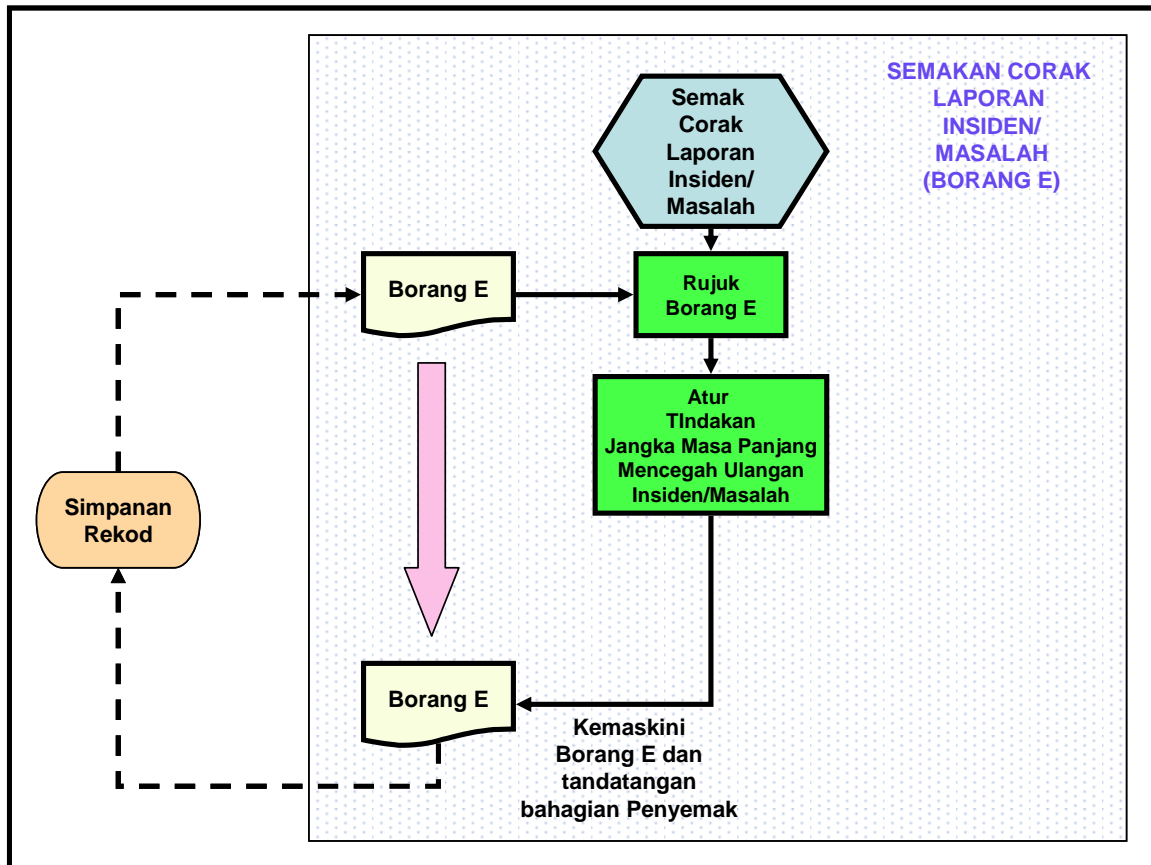 SEMAKAN CORAK
LAPORAN
INSIDEN/
MASALAH
(BORANG E)
Semak
Corak
Laporan
Insiden/
Masalah
Borang E
Rujuk
Borang E
Atur
TIndakan
Jangka Masa Panjang
Mencegah Ulangan
Insiden/Masalah
Simpanan
Rekod
Borang E
Kemaskini
Borang E dan
tandatangan
bahagian Penyemak